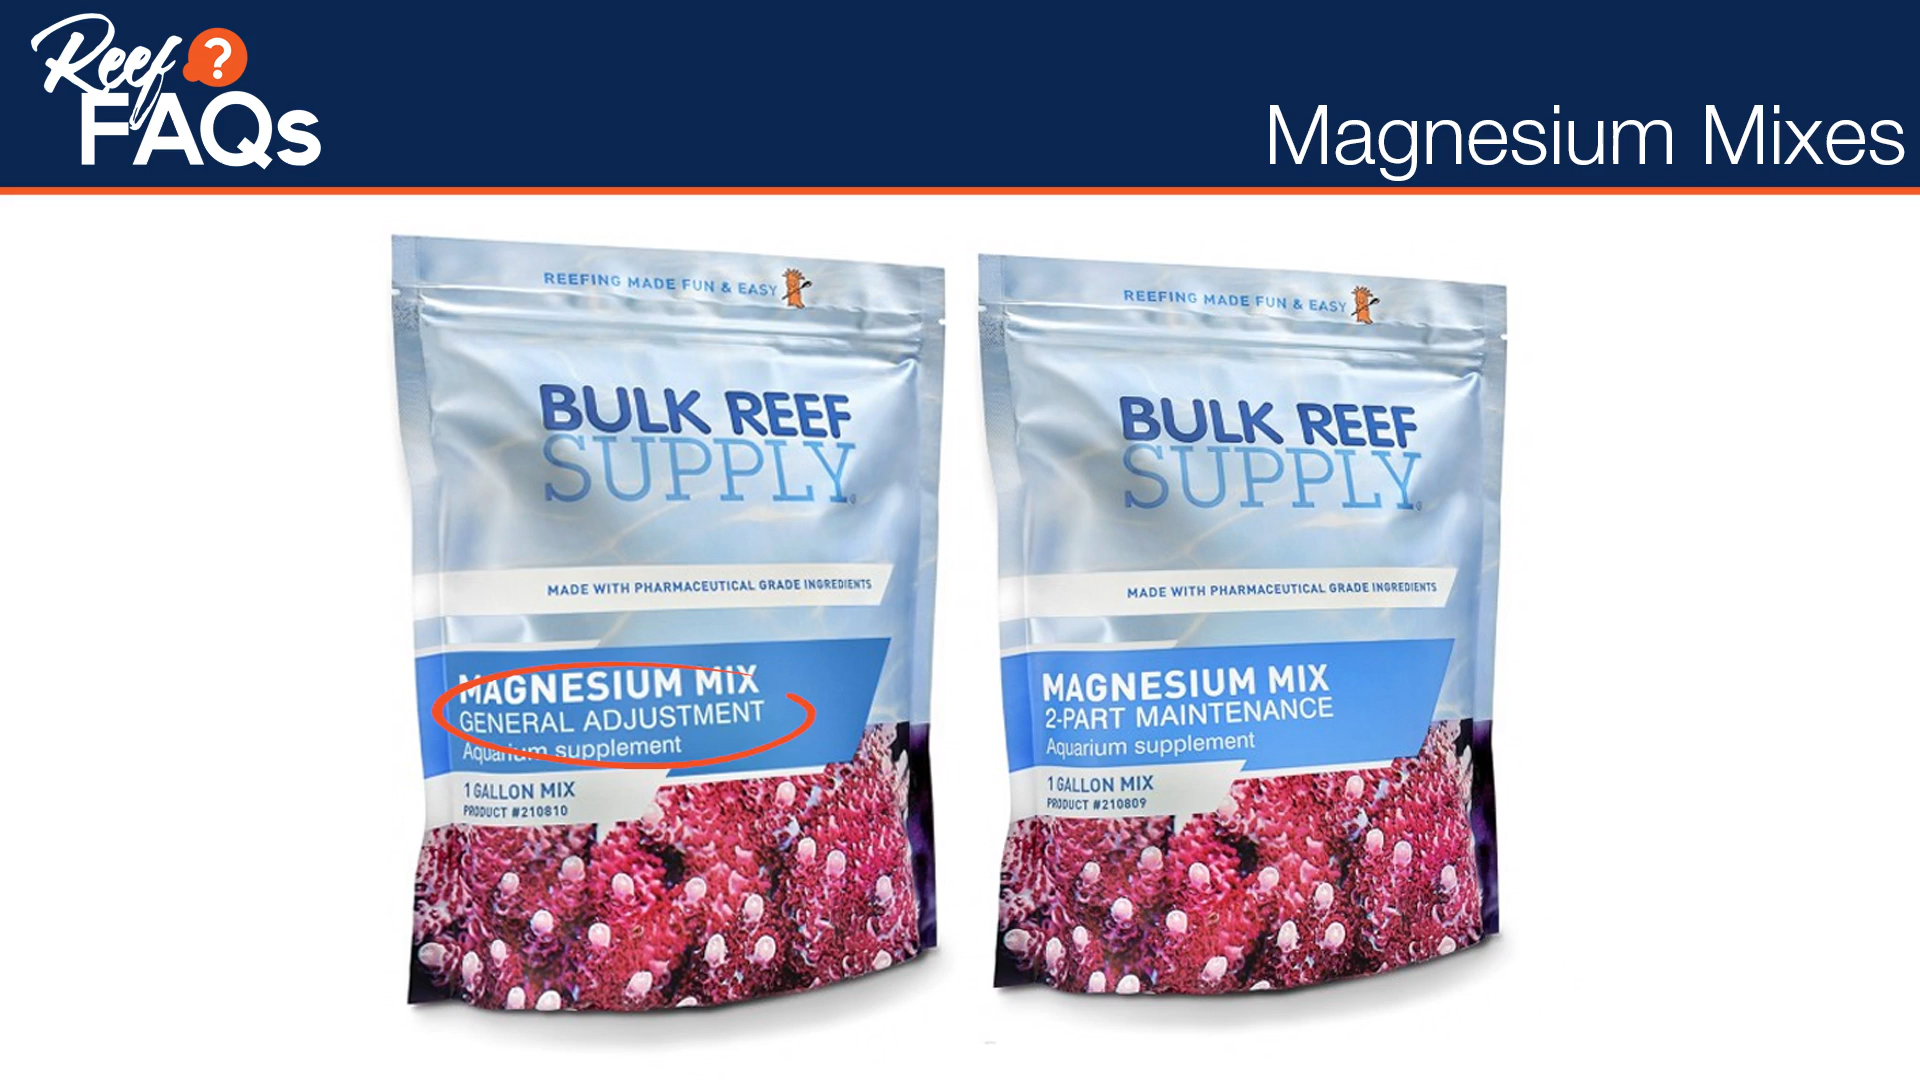 Reef ?
FAQs
Magnesium Mixes
REEFING MADE FUN & EASY
BULK REEF
SUPPLY®
MADE WITH PHARMACEUTICAL GRADE INGREDIENTS
MAGNESIUM MIX
GENERAL ADJUSTMENT
Aquarium supplement
1 GALLON MIX
PRODUCT #210810
REEFING MADE FUN & EASY
BULK REEF
SUPPLY®
MADE WITH PHARMACEUTICAL GRADE INGREDIENTS
MAGNESIUM MIX
2-PART MAINTENANCE
Aquarium supplement
1 GALLON MIX
PRODUCT #210809